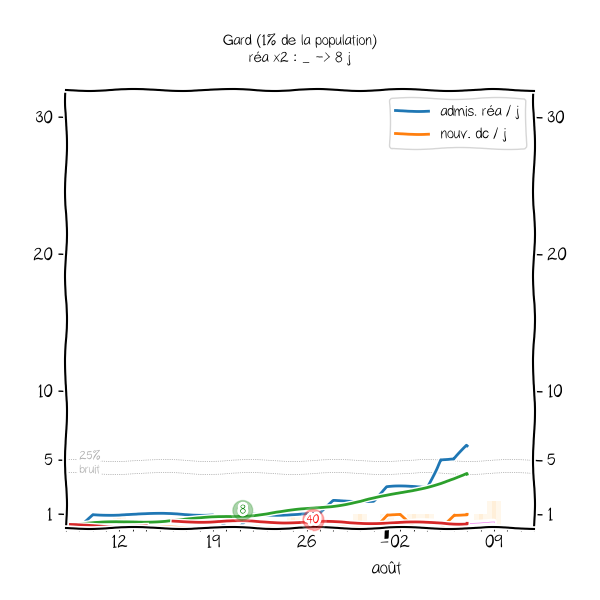 Gard (1% de la population)
réa x2 : _ -> 8 j
admis. réa / j
nouv. dc / j
30 30
20 20
10 10
25%
5 5
bruit
8
1 40 1
12 19 26 02 09
août